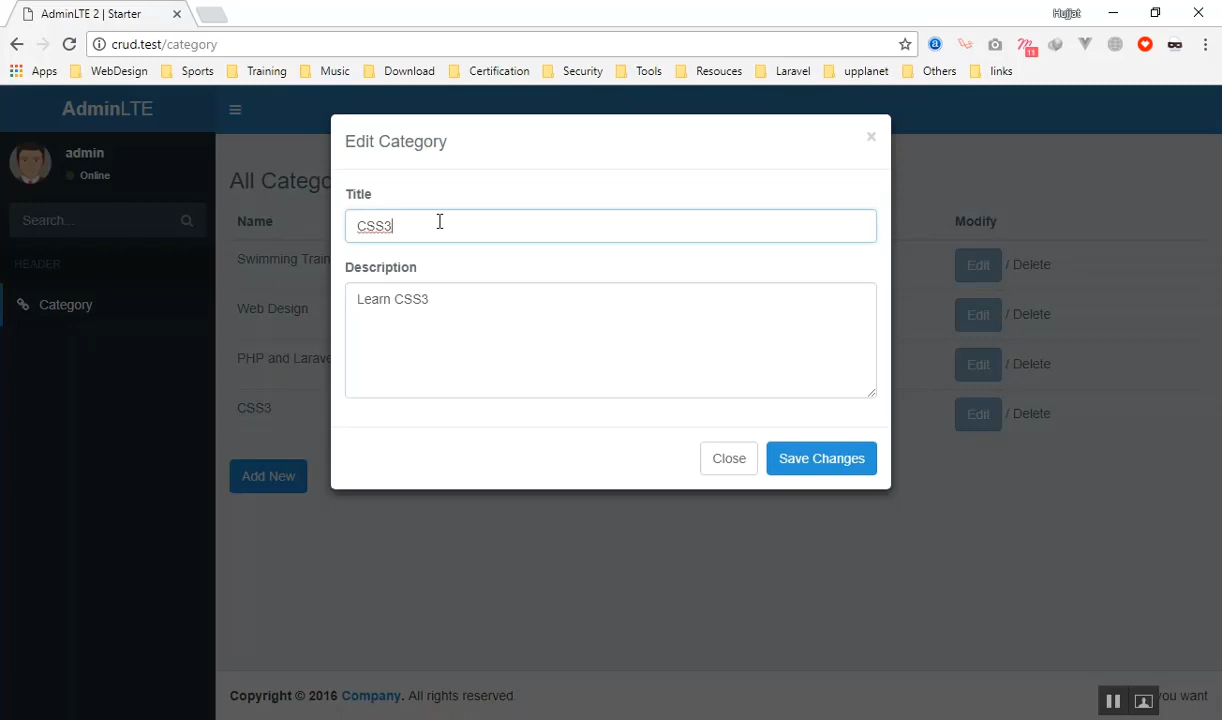 AdminLTE 2 | Starter
Hujjat
crud.test/category
11
Apps WebDesign Sports Training Music Download Certification Security Tools Resouces Laravel upplanet Others links
AdminLTE
admin
Online
Search...
HEADER
Category
All Catego
Name
Modify
Swimming Train
Edit / Delete
Web Design
Edit / Delete
PHP and Larave
Edit / Delete
CSS3
Edit / Delete
Add New
Edit Category
×
Title
CSS3
Description
Learn CSS3
Close Save Changes
Copyright © 2016 Company. All rights reserved.
you want